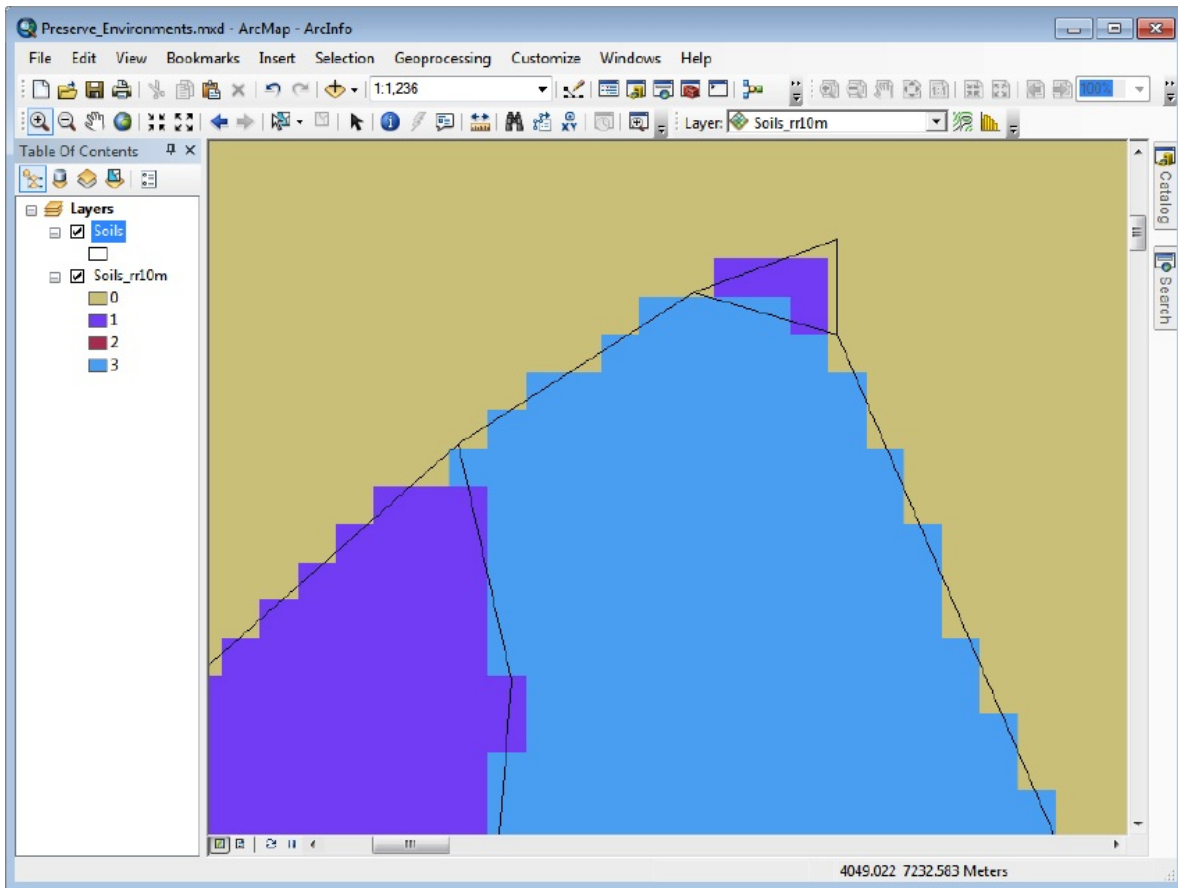 Preserve_Environments.mxd - ArcMap - ArcInfo
File Edit View Bookmarks Insert Selection Geoprocessing Customize Windows Help
1:1,236 100%
Layer: Soils_rr10m
Table Of Contents
Layers
Soils
Soils_rr10m
0
1
2
3
Catalog
Search
4049.022 7232.583 Meters